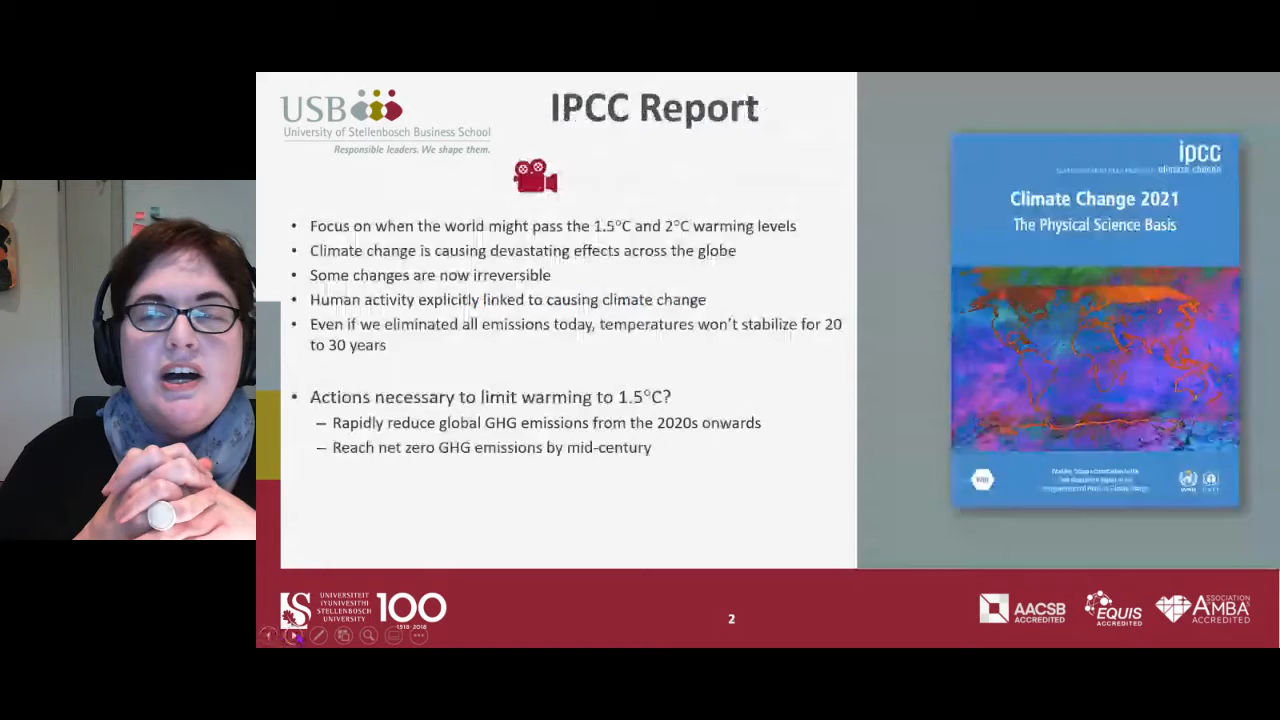 USB
IPCC Report
University of Stellenbosch Business School
Responsible leaders. We shape them.
• Focus on when the world might pass the 1.5°C and 2°C warming levels
• Climate change is causing devastating effects across the globe
• Some changes are now irreversible
• Human activity explicitly linked to causing climate change
• Even if we eliminated all emissions today, temperatures won't stabilize for 20
to 30 years
• Actions necessary to limit warming to 1.5°C?
– Rapidly reduce global GHG emissions from the 2020s onwards
– Reach net zero GHG emissions by mid-century
ipcc
climate change
Climate Change 2021
The Physical Science Basis
UNIVERSITEIT
IYUNIVESITHI
STELLENBOSCH
UNIVERSITY
100
1918-2018
2
AACSB
ACCREDITED
EQUIS
ACCREDITED
ASSOCIATION
AMBA
ACCREDITED